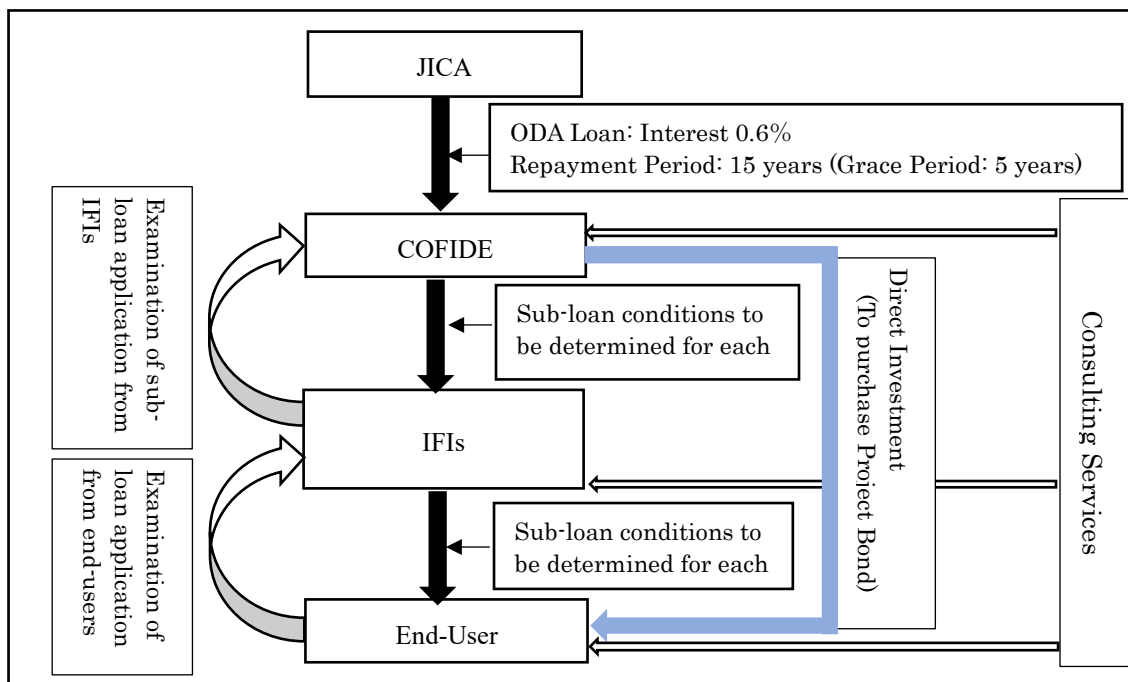 JICA
ODA Loan: Interest 0.6%
Repayment Period: 15 years (Grace Period: 5 years)
Examination of sub-
loan application from
IFIs
COFIDE
Sub-loan conditions to
be determined for each
Direct Investment
(To purchase Project Bond)
Consulting Services
IFIs
Examination of
loan application
from end-users
Sub-loan conditions to
be determined for each
End-User